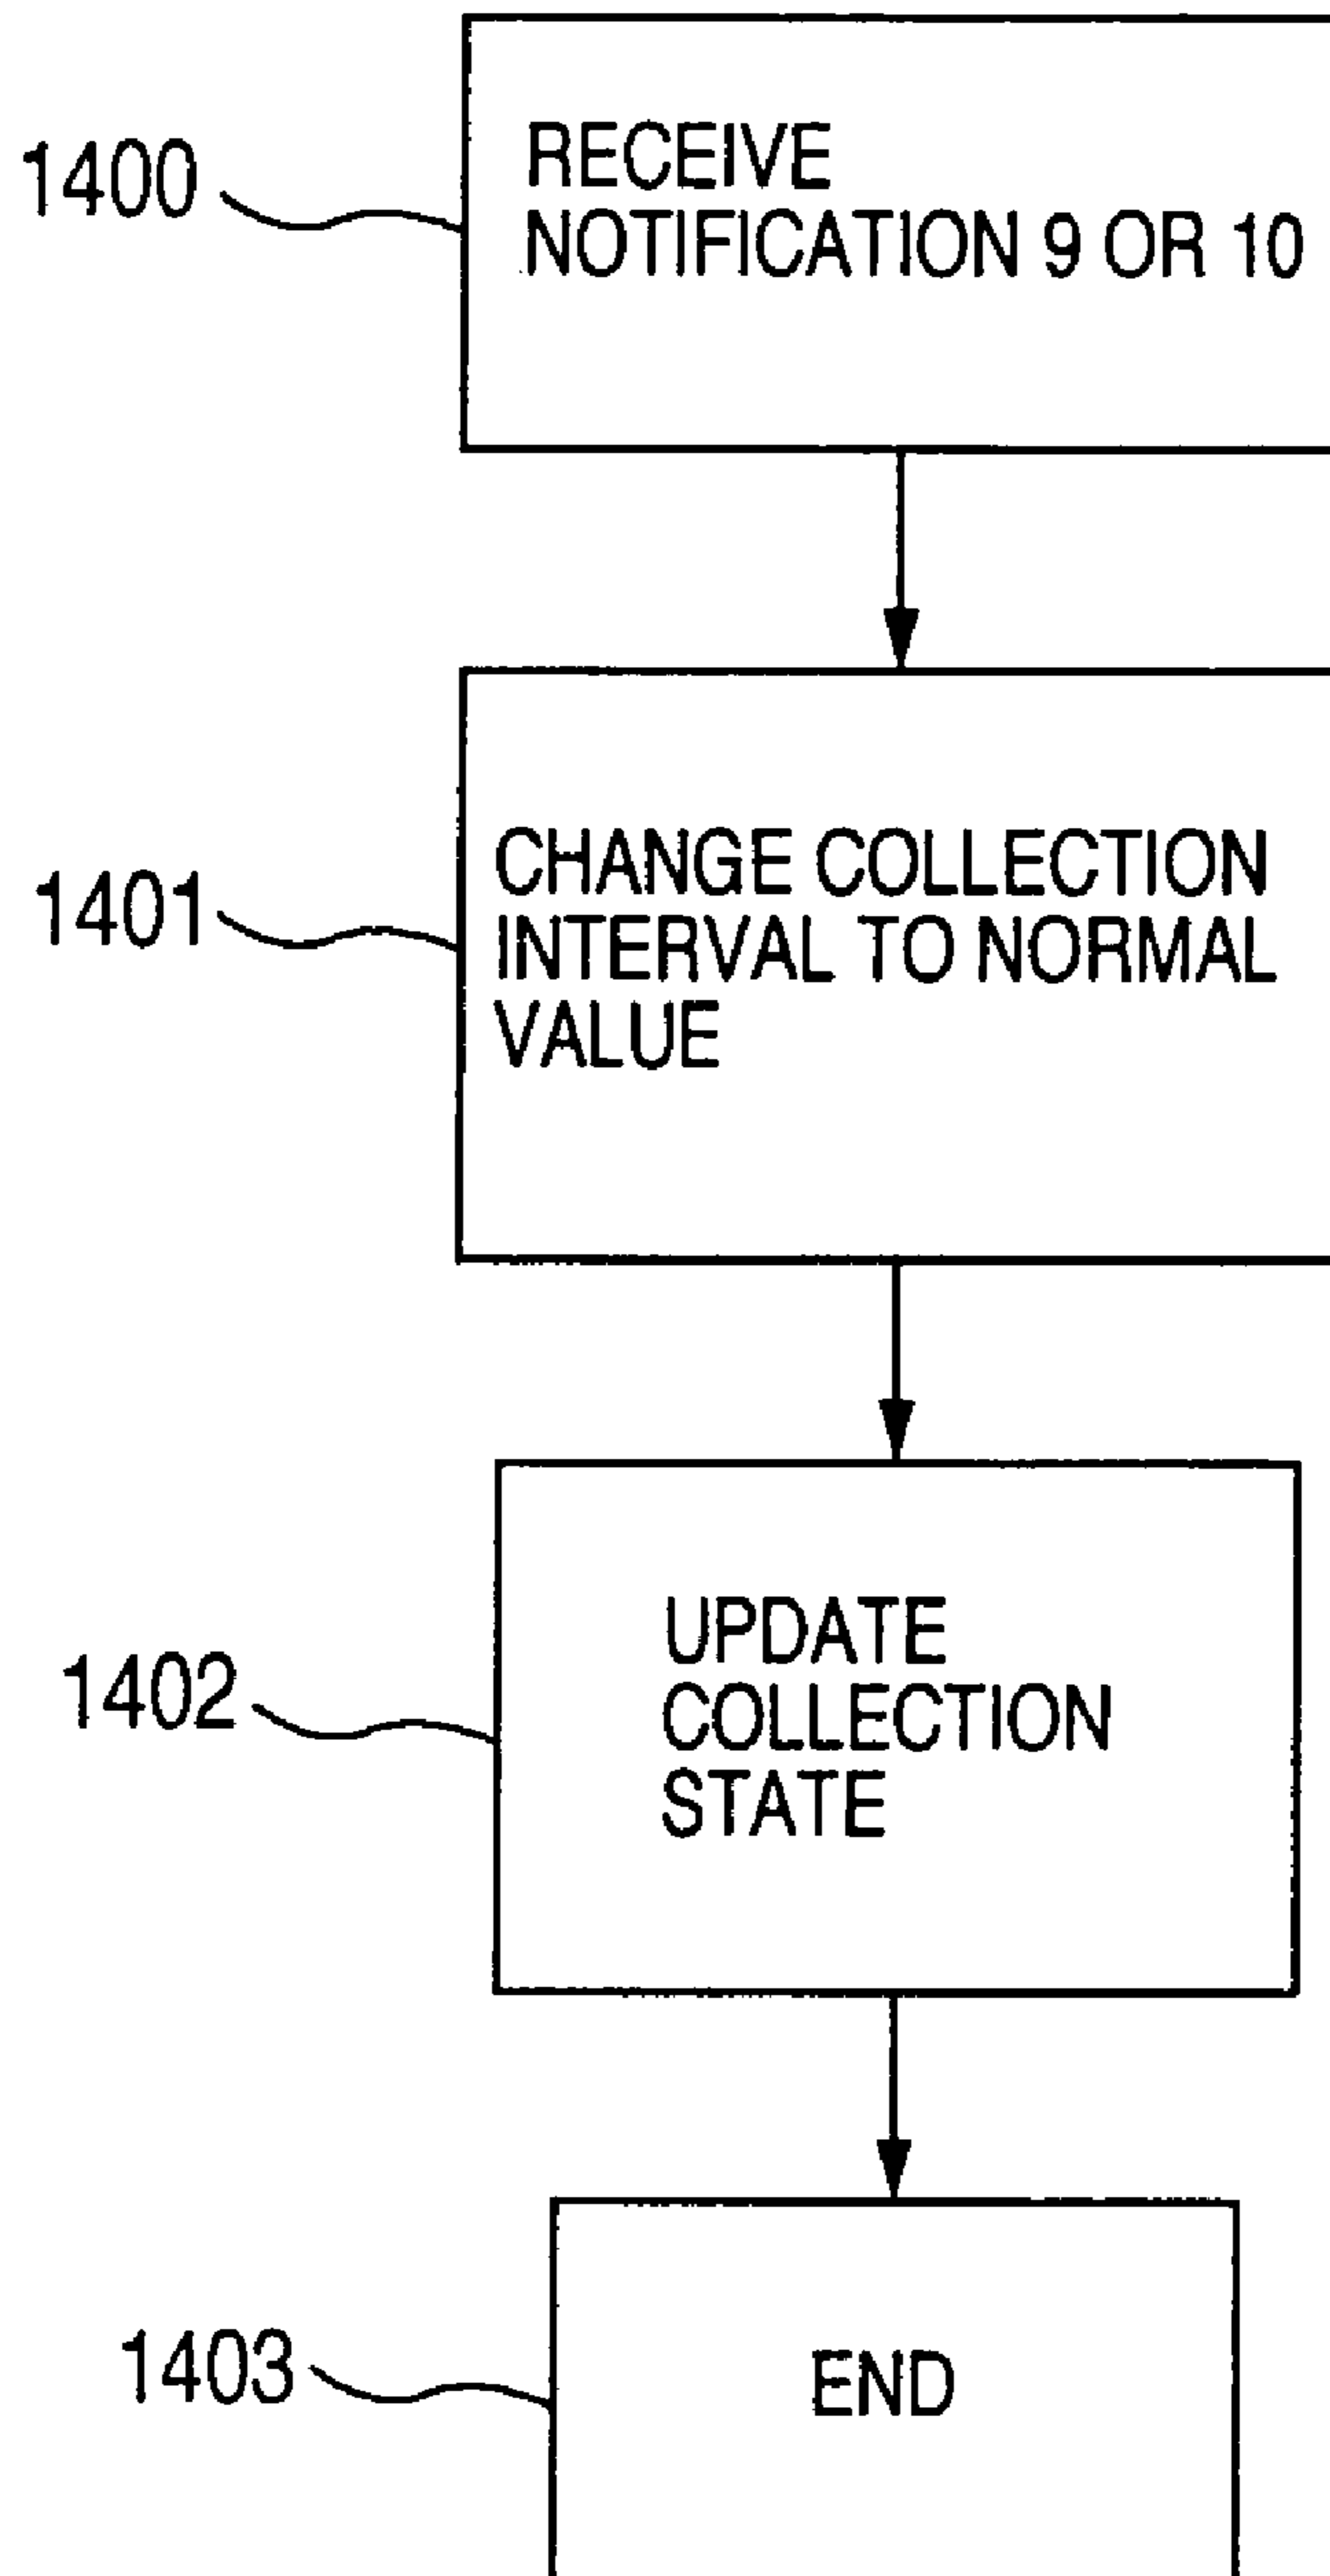 1400
RECEIVE
NOTIFICATION 9 OR 10
1401
CHANGE COLLECTION
INTERVAL TO NORMAL
VALUE
1402
UPDATE
COLLECTION
STATE
1403
END